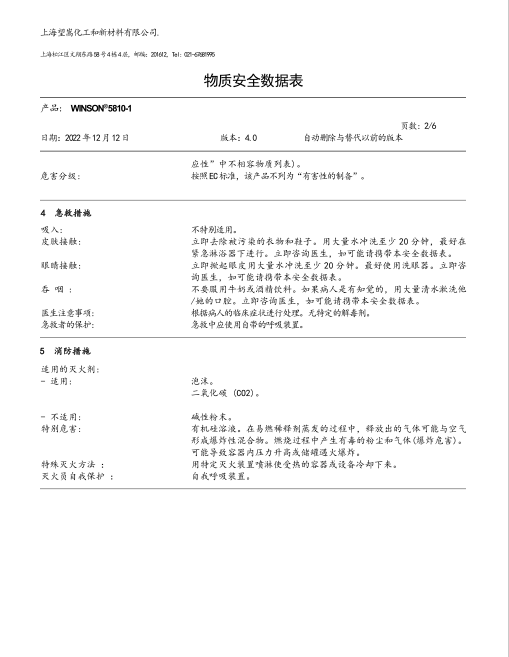 上海望嵩化工和新材料有限公司.
上海松江区文翔东路58号4栋4层, 邮编: 201612, Tel: 021-67681995
物质安全数据表
产品: WINSON®5810-1
页数: 2/6
日期: 2022年12月12日 版本: 4.0 自动删除与替代以前的版本
应性”中不相容物质列表)。
危害分级: 按照EC标准, 该产品不列为“有害性的制备”。
4 急救措施
吸入: 不特别适用。
皮肤接触: 立即去除被污染的衣物和鞋子。用大量水冲洗至少 20 分钟, 最好在
紧急淋浴器下进行。立即咨询医生, 如可能请携带本安全数据表。
眼睛接触: 立即掀起眼皮用大量水冲洗至少 20 分钟。最好使用洗眼器。立即咨
询医生, 如可能请携带本安全数据表。
吞 咽 : 不要服用牛奶或酒精饮料。如果病人是有知觉的, 用大量清水漱洗他
/她的口腔。立即咨询医生, 如可能请携带本安全数据表。
医生注意事项: 根据病人的临床症状进行处理。无特定的解毒剂。
急救者的保护: 急救中应使用自带的呼吸装置。
5 消防措施
适用的灭火剂:
- 适用: 泡沫。
二氧化碳 (CO2)。
- 不适用: 碱性粉末。
特别危害: 有机硅溶液。在易燃稀释剂蒸发的过程中, 释放出的气体可能与空气
形成爆炸性混合物。燃烧过程中产生有毒的粉尘和气体(爆炸危害)。
可能导致容器内压力升高或储罐遇火爆炸。
特殊灭火方法 ; 用特定灭火装置喷淋使受热的容器或设备冷却下来。
灭火员自我保护 ; 自我呼吸装置。